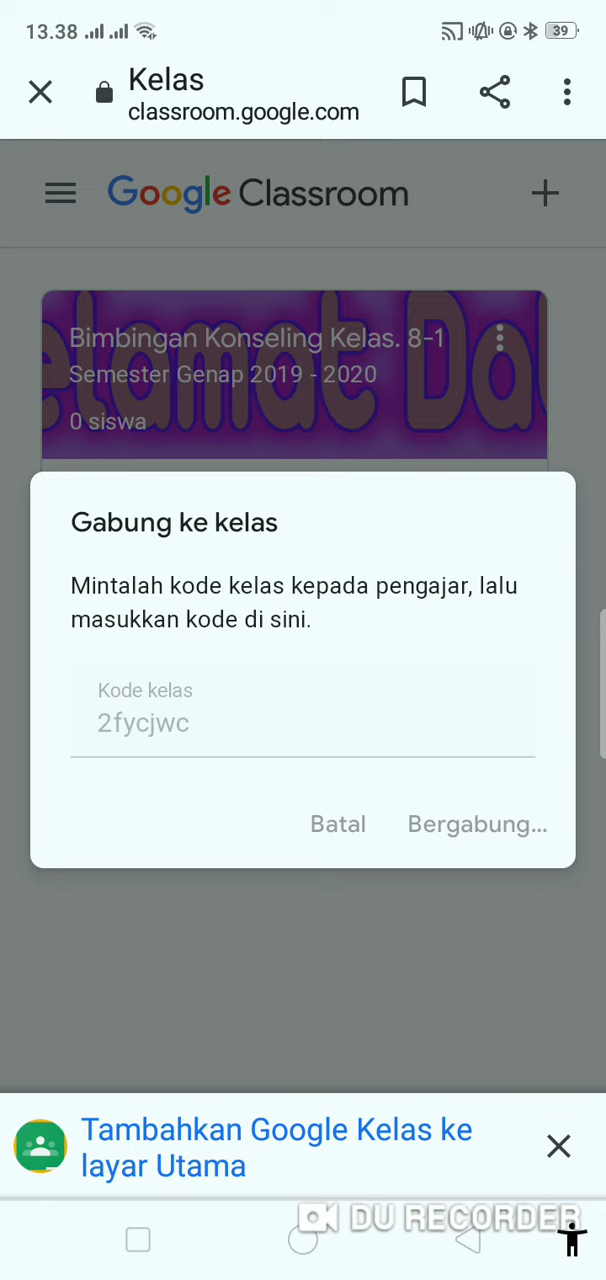 13.38
39
Kelas
classroom.google.com
Google Classroom
elamat Da
Bimbingan Konseling Kelas. 8-1
Semester Genap 2019 - 2020
0 siswa
Gabung ke kelas
Mintalah kode kelas kepada pengajar, lalu
masukkan kode di sini.
Kode kelas
2fycjwc
Batal Bergabung...
Tambahkan Google Kelas ke
layar Utama
DU RECORDER